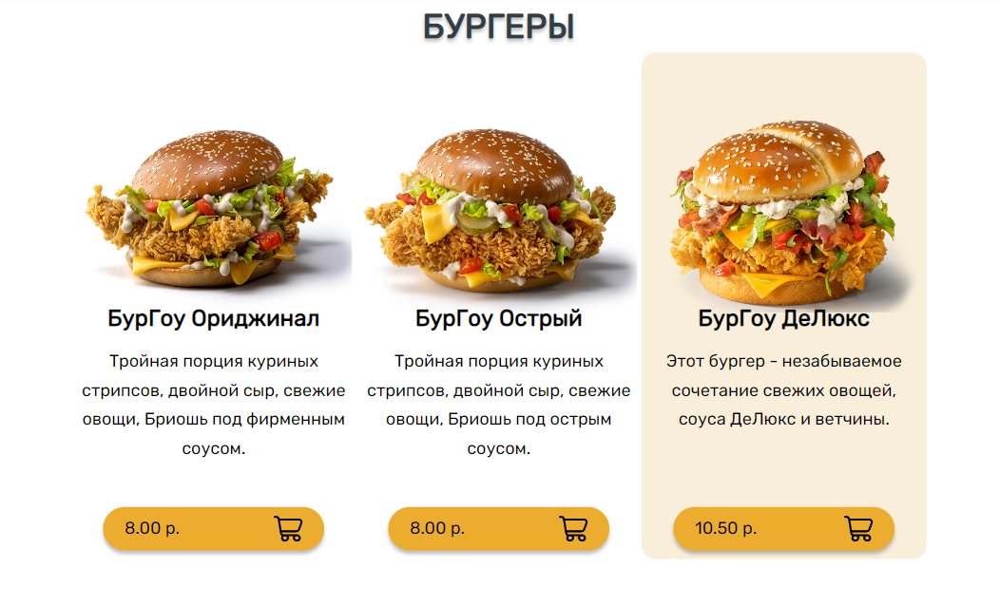 БУРГЕРЫ
БурГоу Ориджинал
Тройная порция куриных
стрипсов, двойной сыр, свежие
овощи, Бриошь под фирменным
соусом.
8.00 р.
БурГоу Острый
Тройная порция куриных
стрипсов, двойной сыр, свежие
овощи, Бриошь под острым
соусом.
8.00 р.
БурГоу ДеЛюкс
Этот бургер - незабываемое
сочетание свежих овощей,
соуса ДеЛюкс и ветчины.
10.50 р.